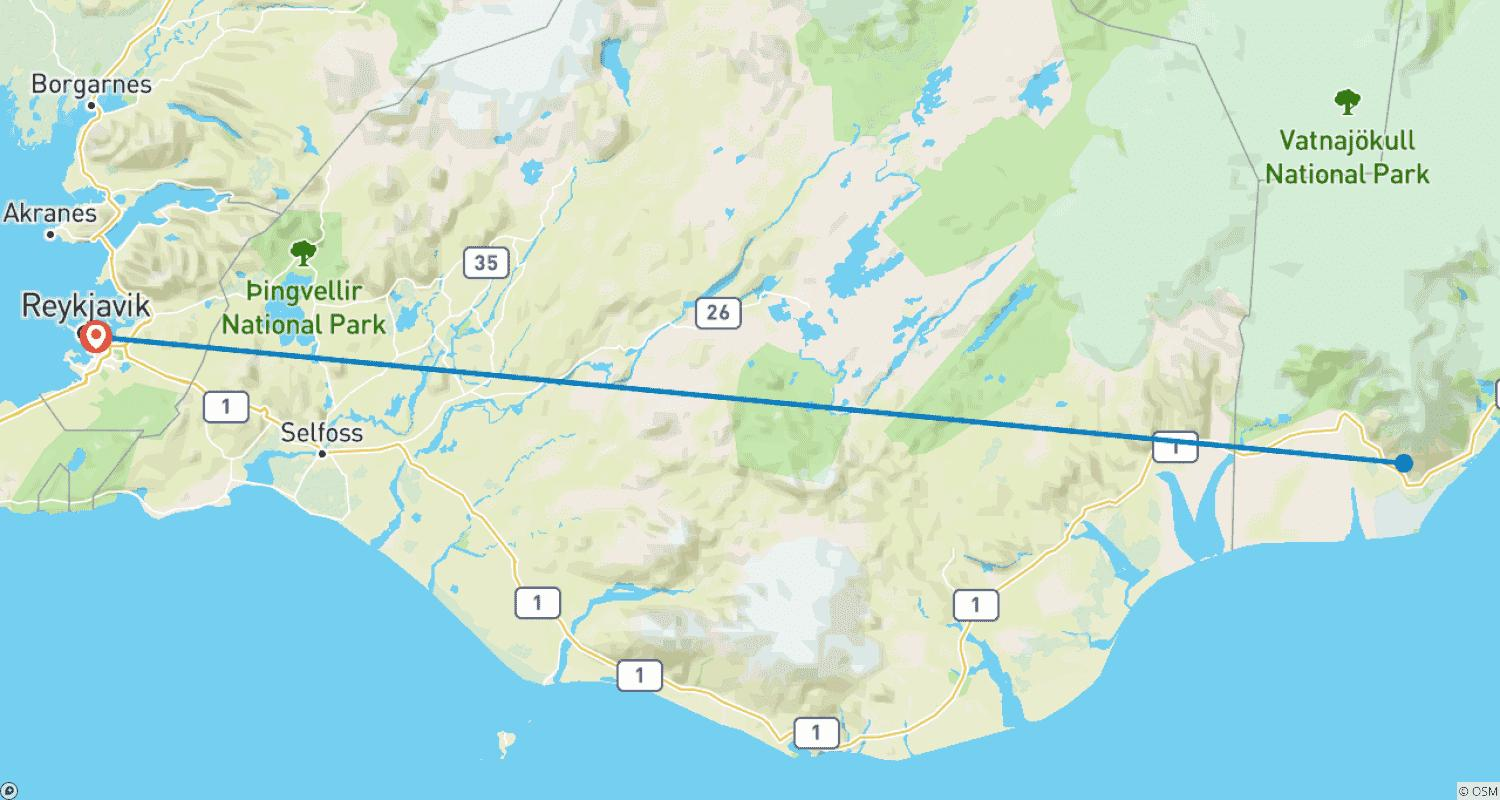 Borgarnes
Vatnajökull
National Park
Akranes
35
Þingvellir
National Park
Reykjavik
26
1
Selfoss
1
1
1
1
1
© OSM